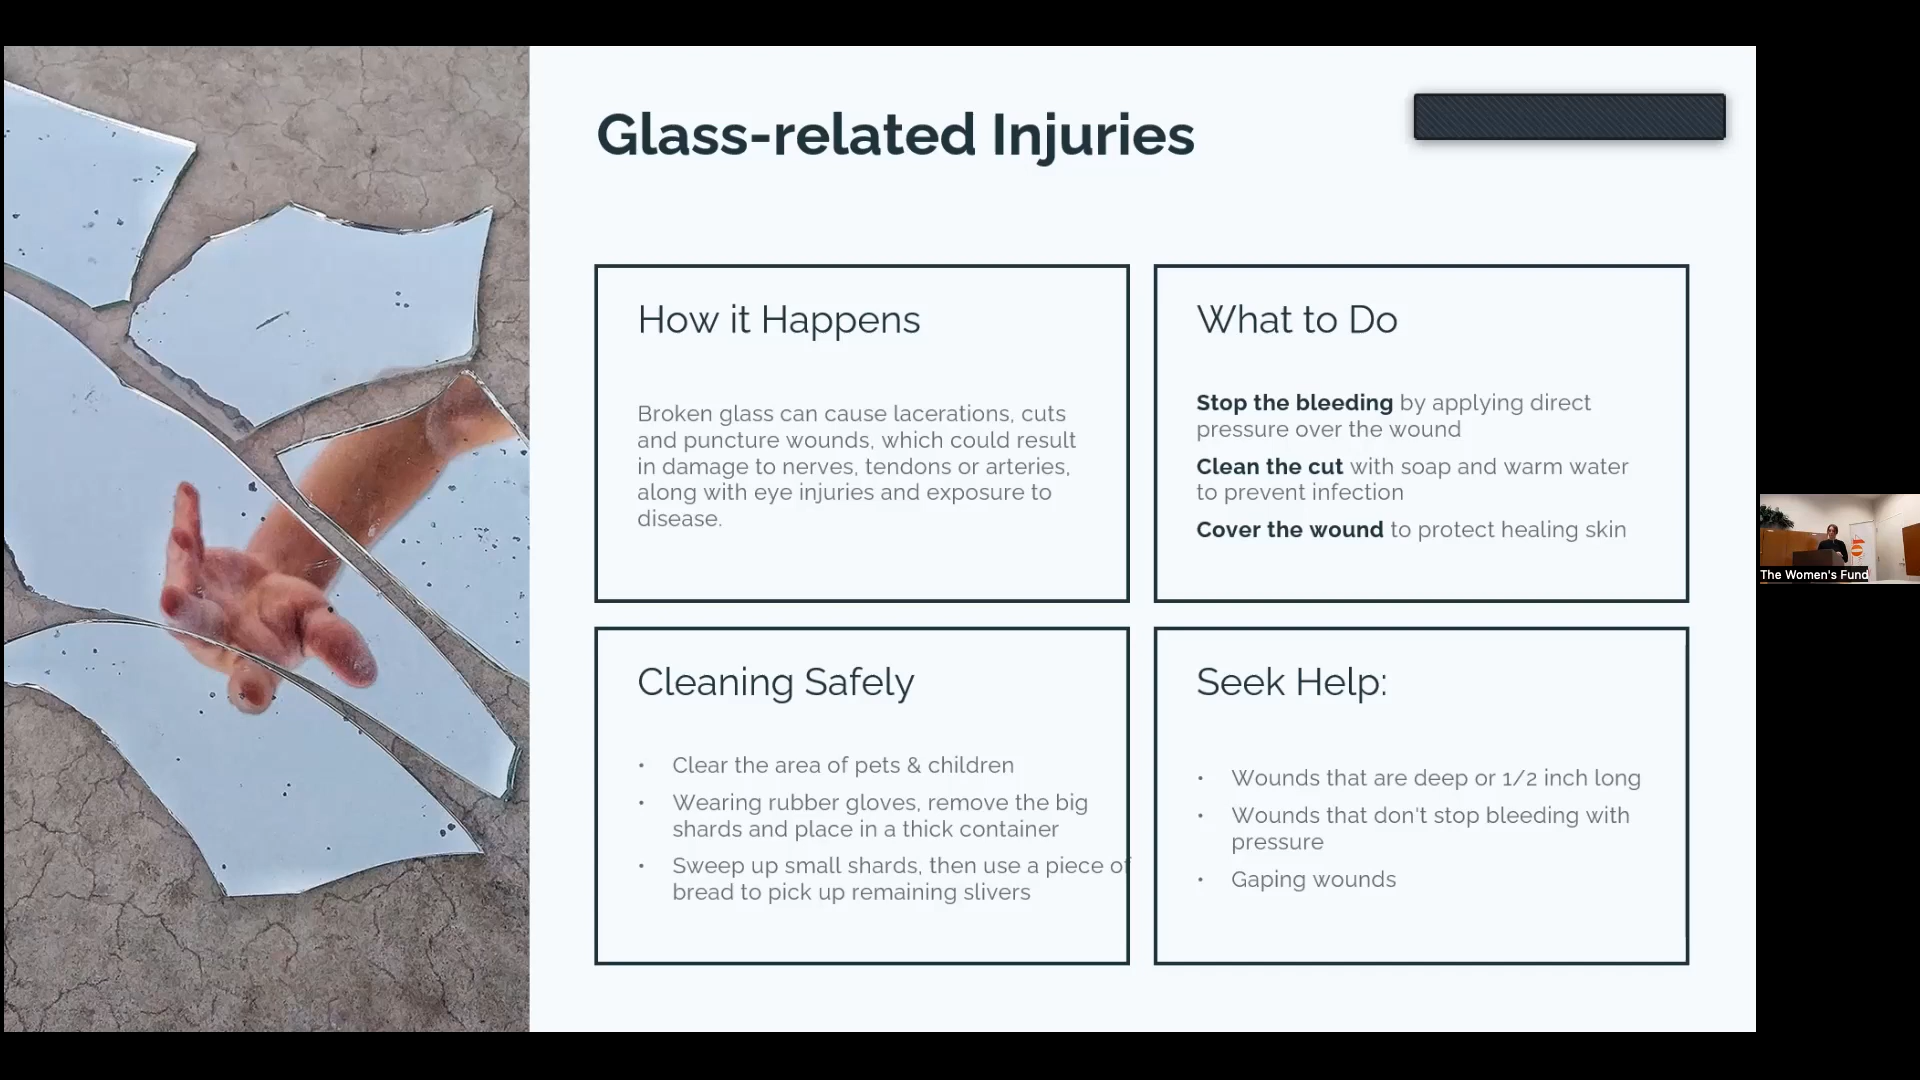 Glass-related Injuries
How it Happens
Broken glass can cause lacerations, cuts
and puncture wounds, which could result
in damage to nerves, tendons or arteries,
along with eye injuries and exposure to
disease.
What to Do
Stop the bleeding by applying direct
pressure over the wound
Clean the cut with soap and warm water
to prevent infection
Cover the wound to protect healing skin
Cleaning Safely
• Clear the area of pets & children
• Wearing rubber gloves, remove the big
shards and place in a thick container
• Sweep up small shards, then use a piece of
bread to pick up remaining slivers
Seek Help:
• Wounds that are deep or 1/2 inch long
• Wounds that don't stop bleeding with
pressure
• Gaping wounds
The Women's Fund